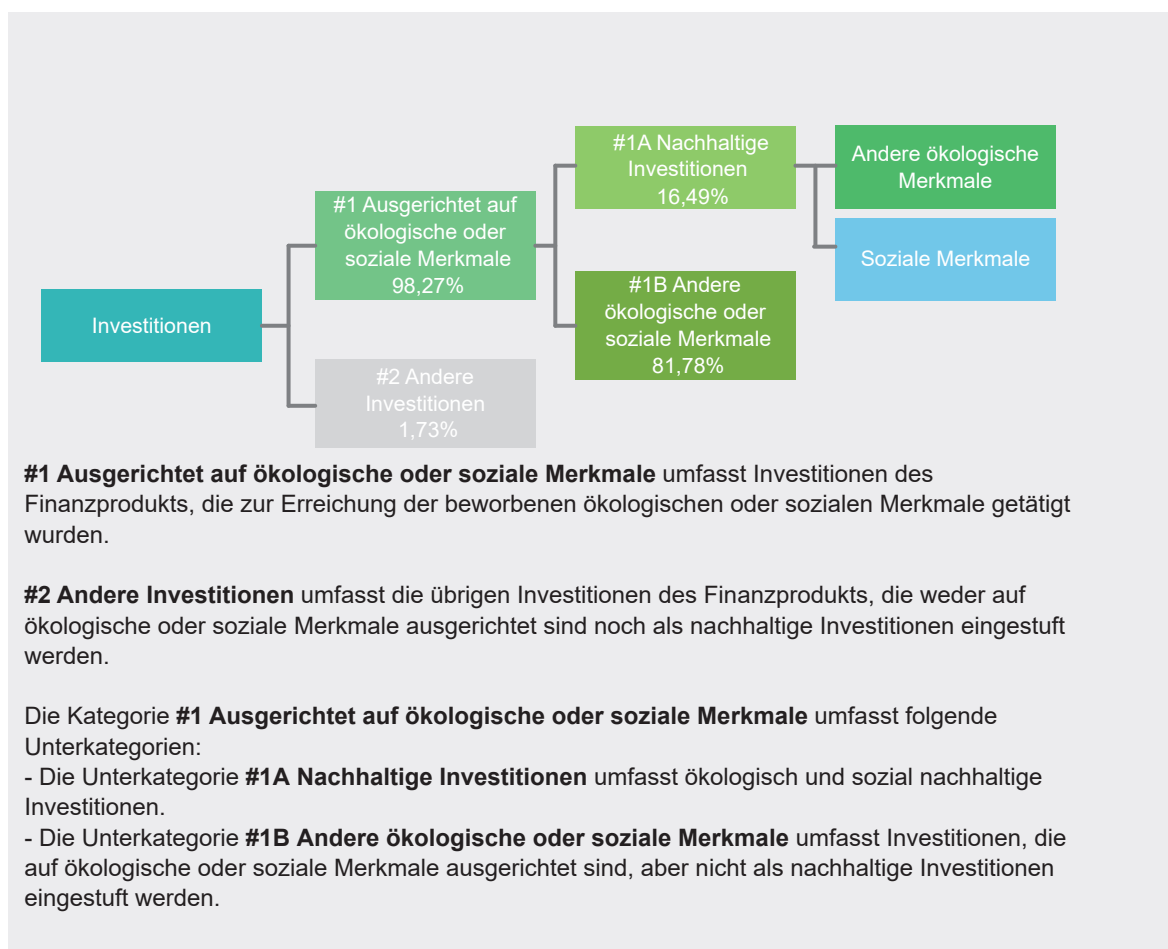 #1A Nachhaltige
Investitionen
16,49%
Andere ökologische
Merkmale
#1 Ausgerichtet auf
ökologische oder
soziale Merkmale
98,27%
Soziale Merkmale
#1B Andere
ökologische oder
soziale Merkmale
81,78%
Investitionen
#2 Andere
Investitionen
1,73%
#1 Ausgerichtet auf ökologische oder soziale Merkmale umfasst Investitionen des
Finanzprodukts, die zur Erreichung der beworbenen ökologischen oder sozialen Merkmale getätigt
wurden.
#2 Andere Investitionen umfasst die übrigen Investitionen des Finanzprodukts, die weder auf
ökologische oder soziale Merkmale ausgerichtet sind noch als nachhaltige Investitionen eingestuft
werden.
Die Kategorie #1 Ausgerichtet auf ökologische oder soziale Merkmale umfasst folgende
Unterkategorien:
- Die Unterkategorie #1A Nachhaltige Investitionen umfasst ökologisch und sozial nachhaltige
Investitionen.
- Die Unterkategorie #1B Andere ökologische oder soziale Merkmale umfasst Investitionen, die
auf ökologische oder soziale Merkmale ausgerichtet sind, aber nicht als nachhaltige Investitionen
eingestuft werden.